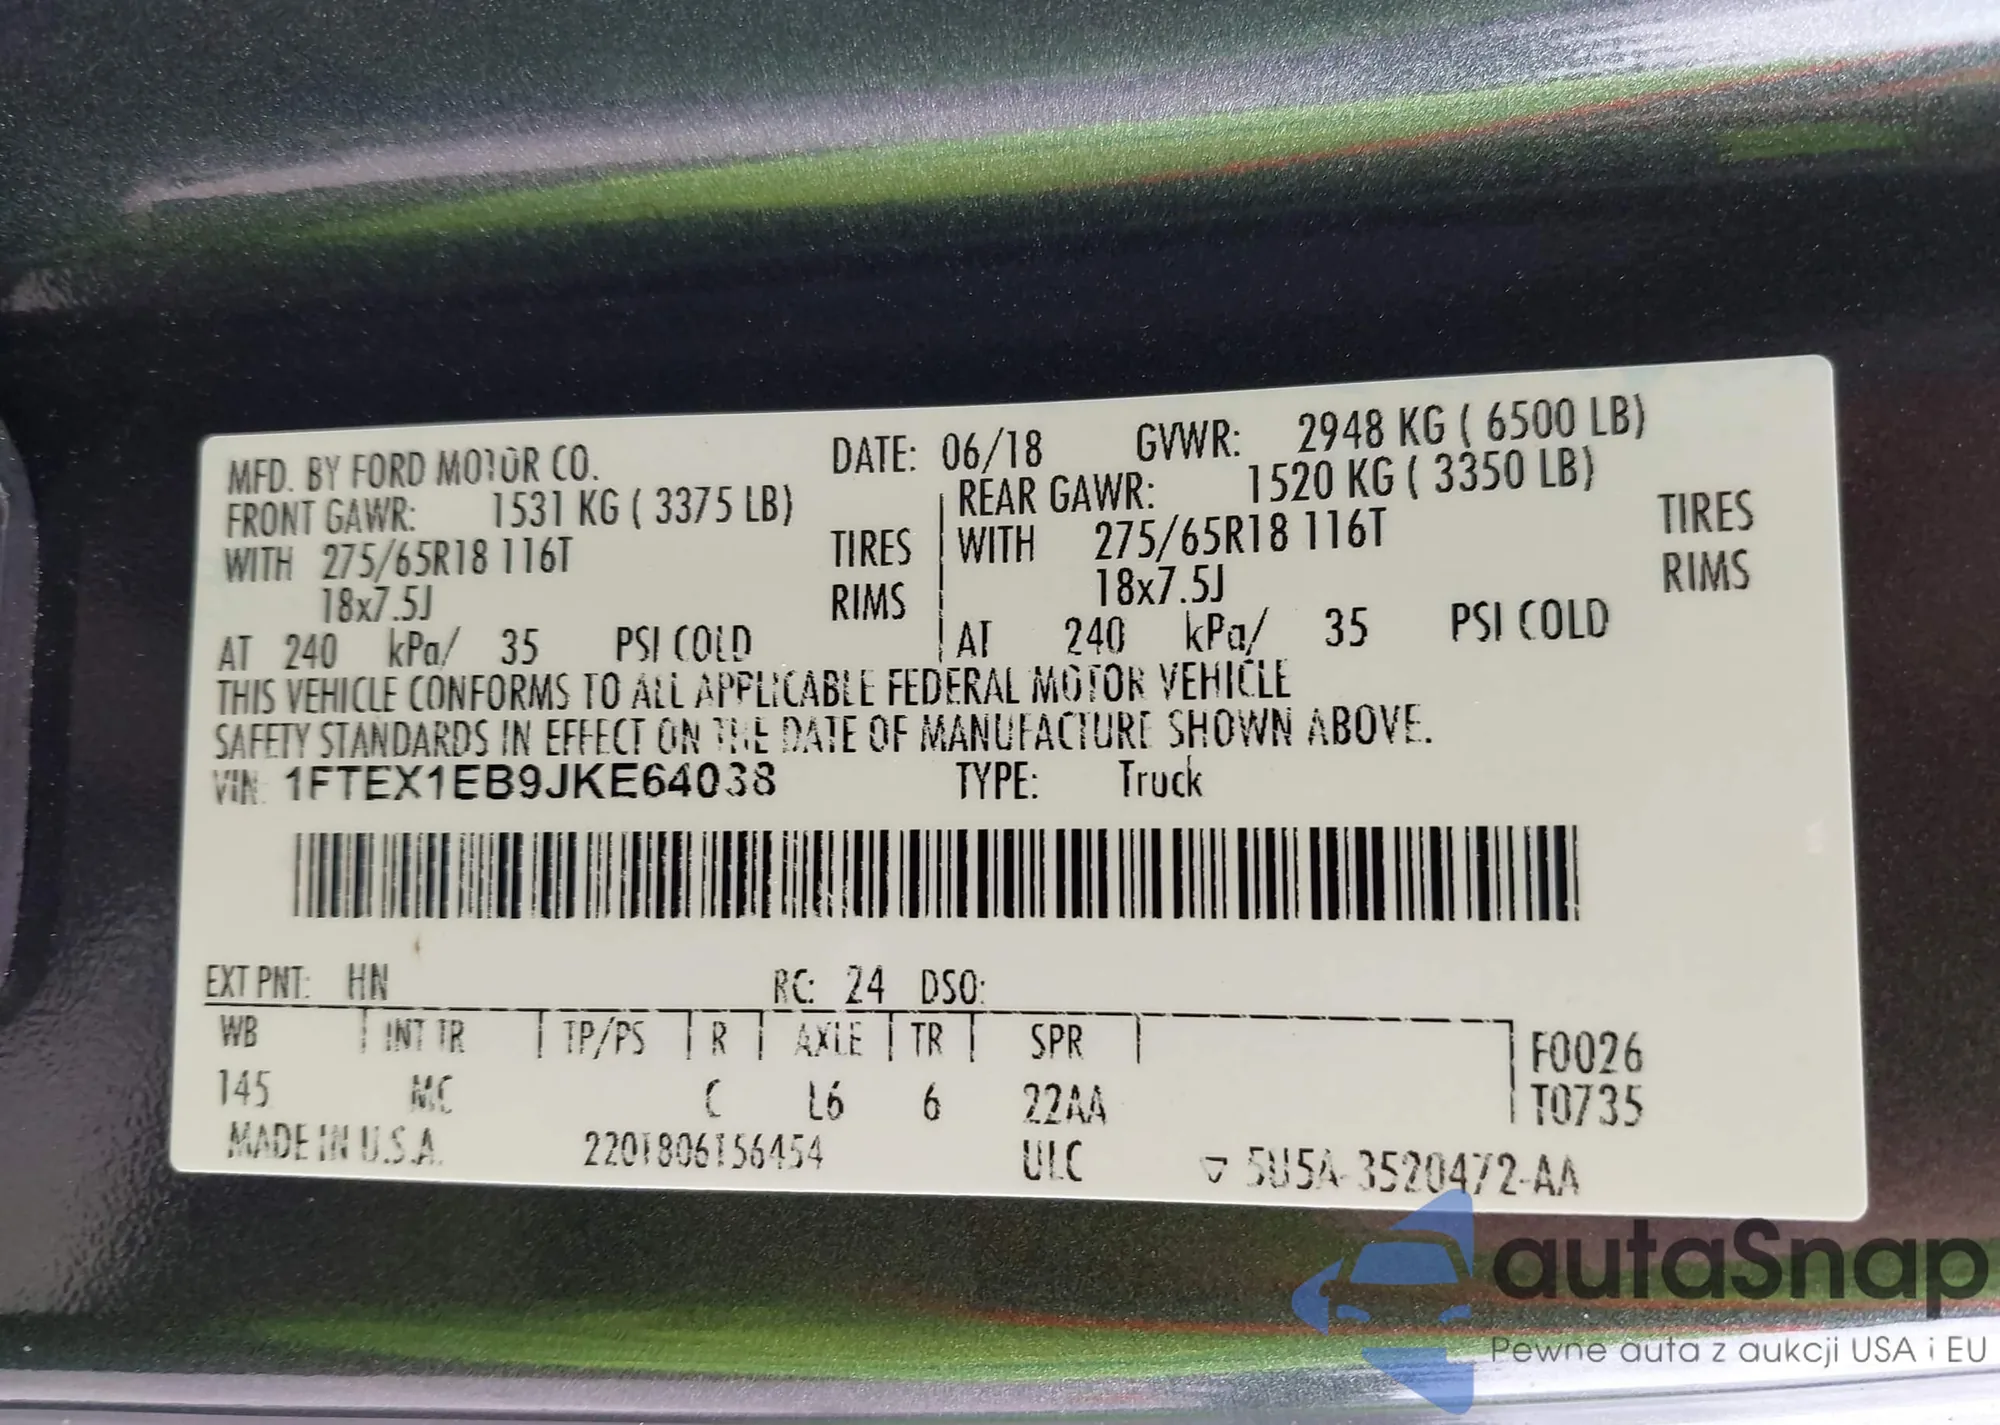 MFD. BY FORD MOTOR CO. DATE: 06/18 GVWR: 2948 KG ( 6500 LB)
FRONT GAWR: 1531 KG ( 3375 LB) REAR GAWR: 1520 KG ( 3350 LB)
WITH 275/65R18 116T TIRES WITH 275/65R18 116T TIRES
18x7.5J RIMS 18x7.5J RIMS
AT 240 kPa/ 35 PSI COLD AT 240 kPa/ 35 PSI COLD
THIS VEHICLE CONFORMS TO ALL APPLICABLE FEDERAL MOTOR VEHICLE
SAFETY STANDARDS IN EFFECT ON THE DATE OF MANUFACTURE SHOWN ABOVE.
VIN: 1FTEX1EB9JKE64038 TYPE: Truck
EXT PNT: HN RC: 24 DSO:
WB INT TR TP/PS R AXLE TR SPR F0026
145 MC C L6 6 22AA T0735
MADE IN U.S.A. 2201806156454 ULC ▽ 5U5A-3520472-AA
autaSnap
Pewne auta z aukcji USA i EU